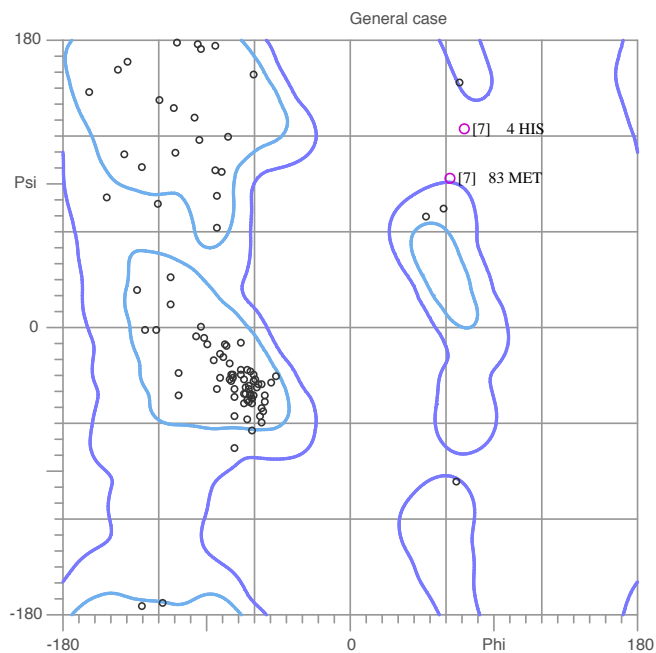 General case
180
[7] 4 HIS
[7] 83 MET
Psi
0
-180
-180 0 Phi 180